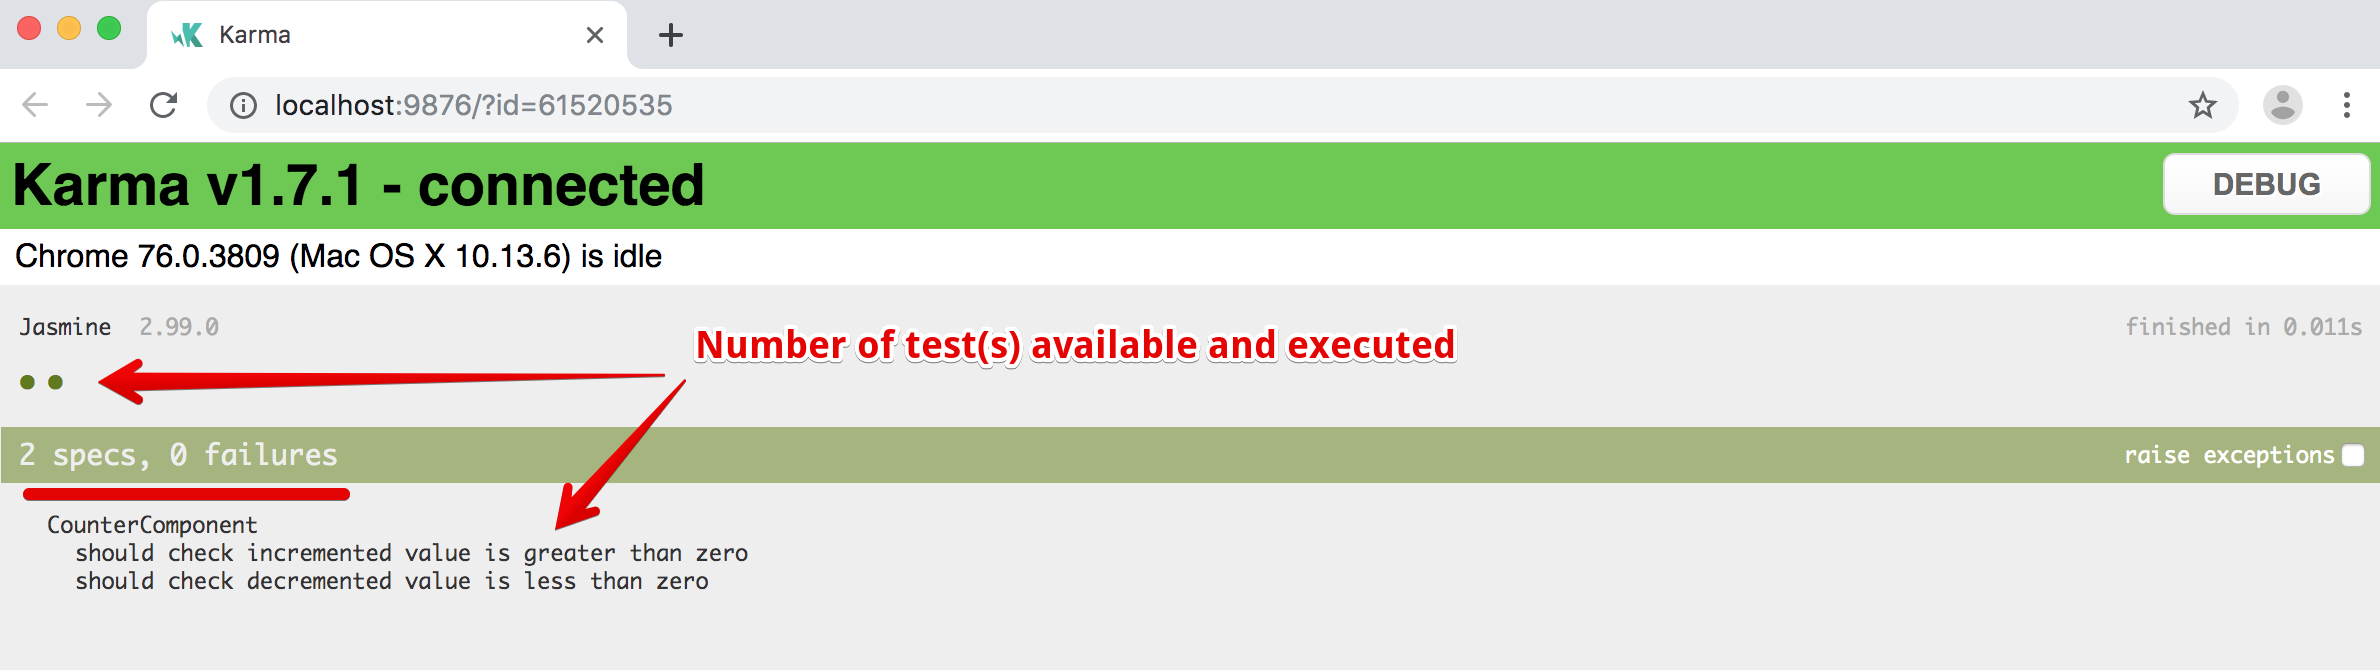 Karma
localhost:9876/?id=61520535
Karma v1.7.1 - connected
DEBUG
Chrome 76.0.3809 (Mac OS X 10.13.6) is idle
Jasmine 2.99.0
finished in 0.011s
Number of test(s) available and executed
2 specs, 0 failures
raise exceptions
CounterComponent
should check incremented value is greater than zero
should check decremented value is less than zero